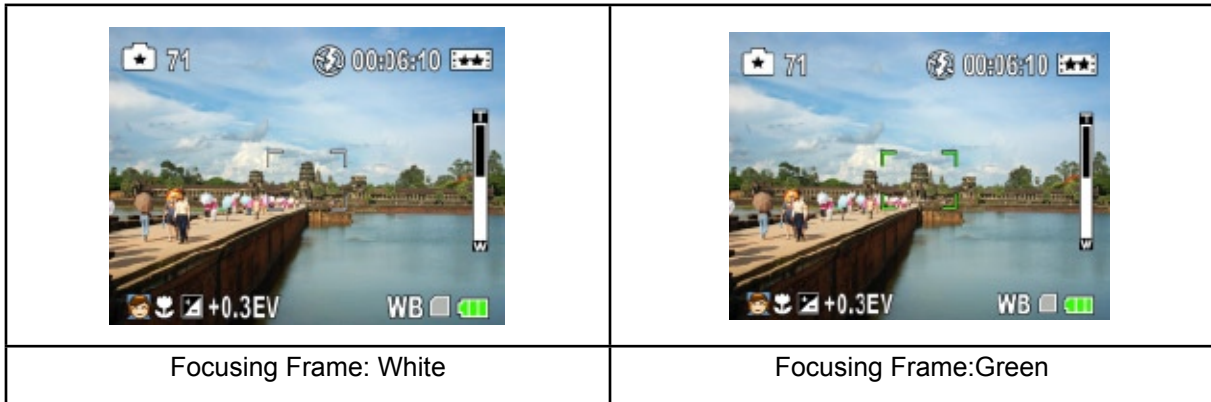 71 00:06:10
T
W
+0.3EV WB
71 00:06:10
T
W
+0.3EV WB
Focusing Frame: White
Focusing Frame:Green